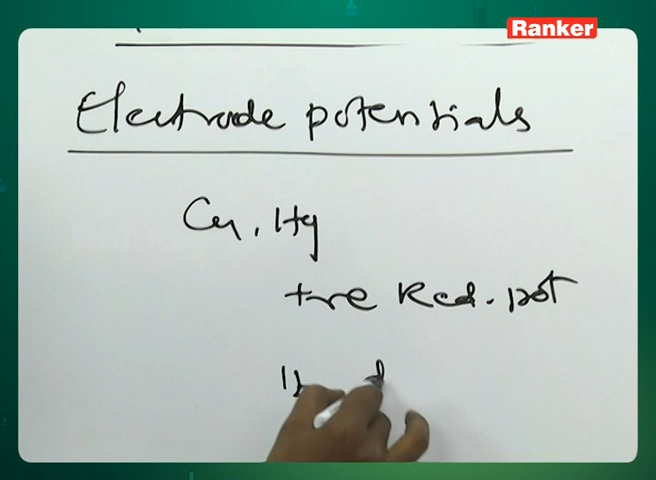 Ranker
Electrode potentials
Cu, Hg
+ve Red. pot